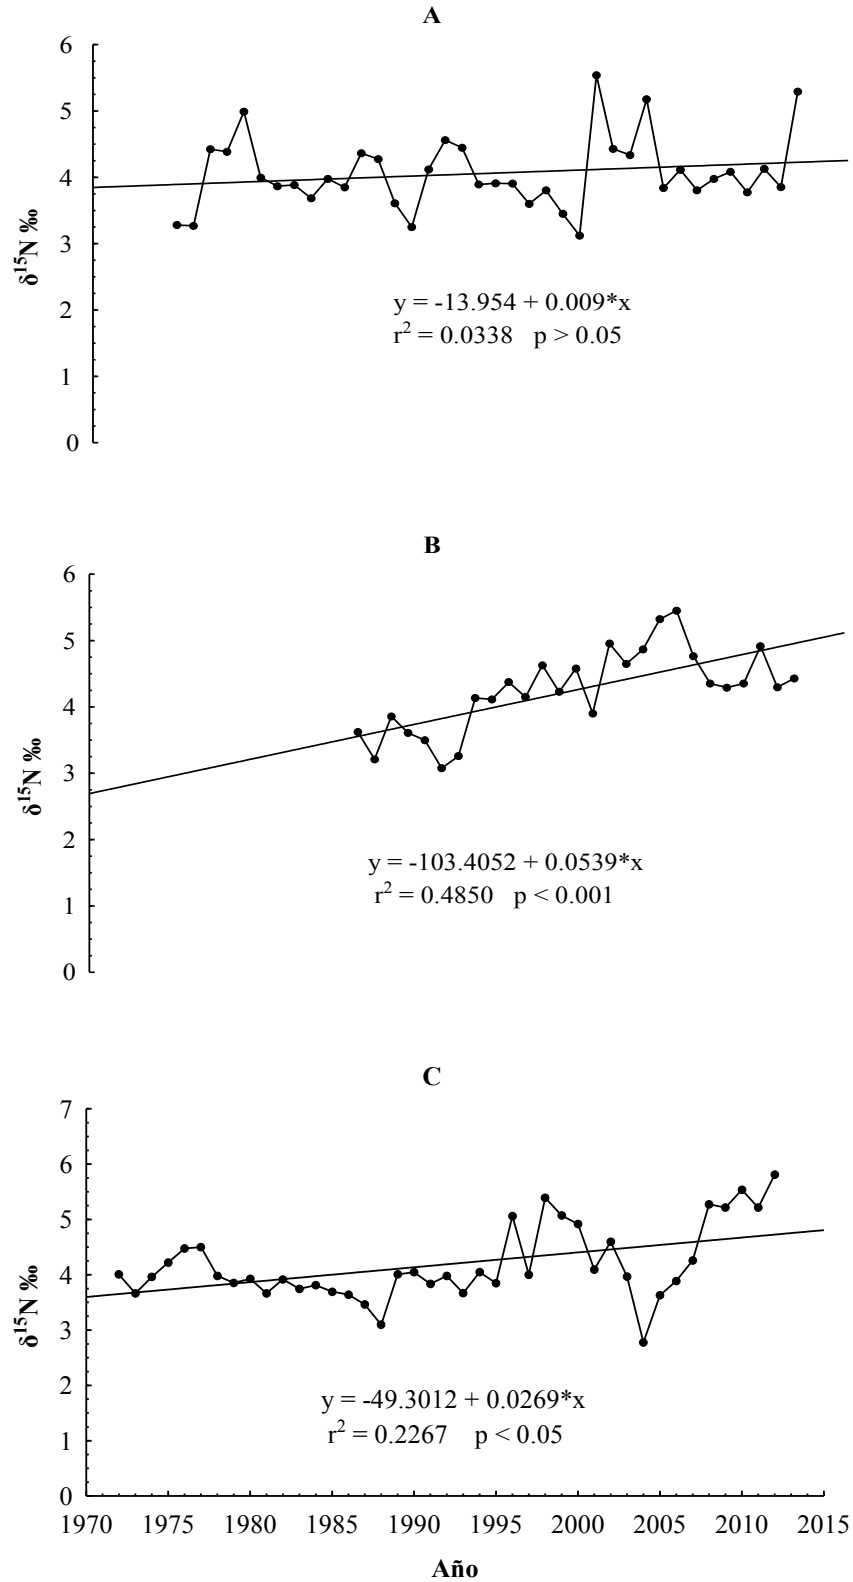 A
6
5
4
3
2
1
0
δ¹⁵N ‰
y = -13.954 + 0.009*x
r² = 0.0338 p > 0.05
B
6
5
4
3
2
1
0
δ¹⁵N ‰
y = -103.4052 + 0.0539*x
r² = 0.4850 p < 0.001
C
7
6
5
4
3
2
1
0
δ¹⁵N ‰
y = -49.3012 + 0.0269*x
r² = 0.2267 p < 0.05
1970 1975 1980 1985 1990 1995 2000 2005 2010 2015
Año